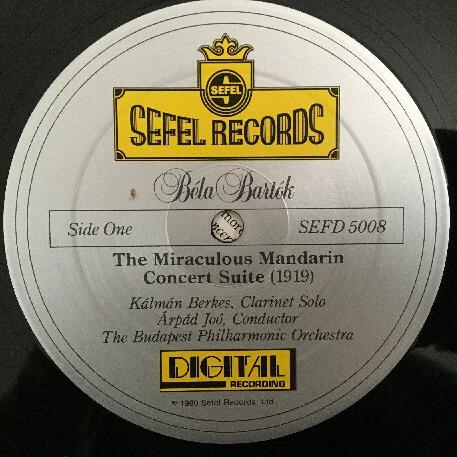 SEFEL
SEFEL RECORDS
Béla Bartók
Side One
SEFD 5008
The Miraculous Mandarin
Concert Suite (1919)
Kálmán Berkes, Clarinet Solo
Árpád Joó, Conductor
The Budapest Philharmonic Orchestra
DIGITAL
RECORDING
℗ 1980 Sefel Records, Ltd.
more